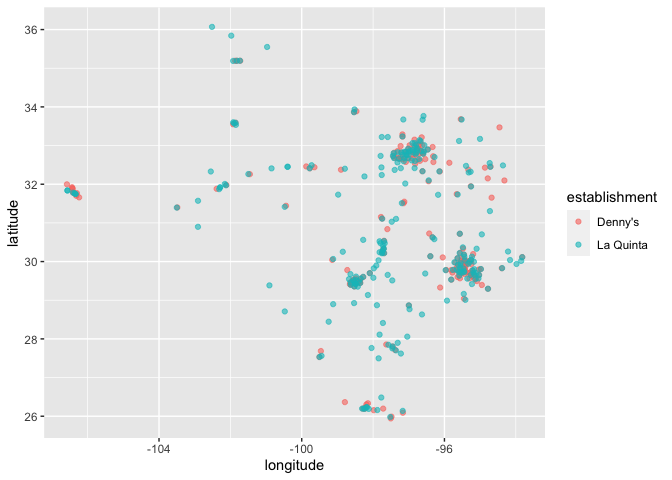 36
34
32
30
28
26
latitude
-104
-100
-96
longitude
establishment
Denny's
La Quinta